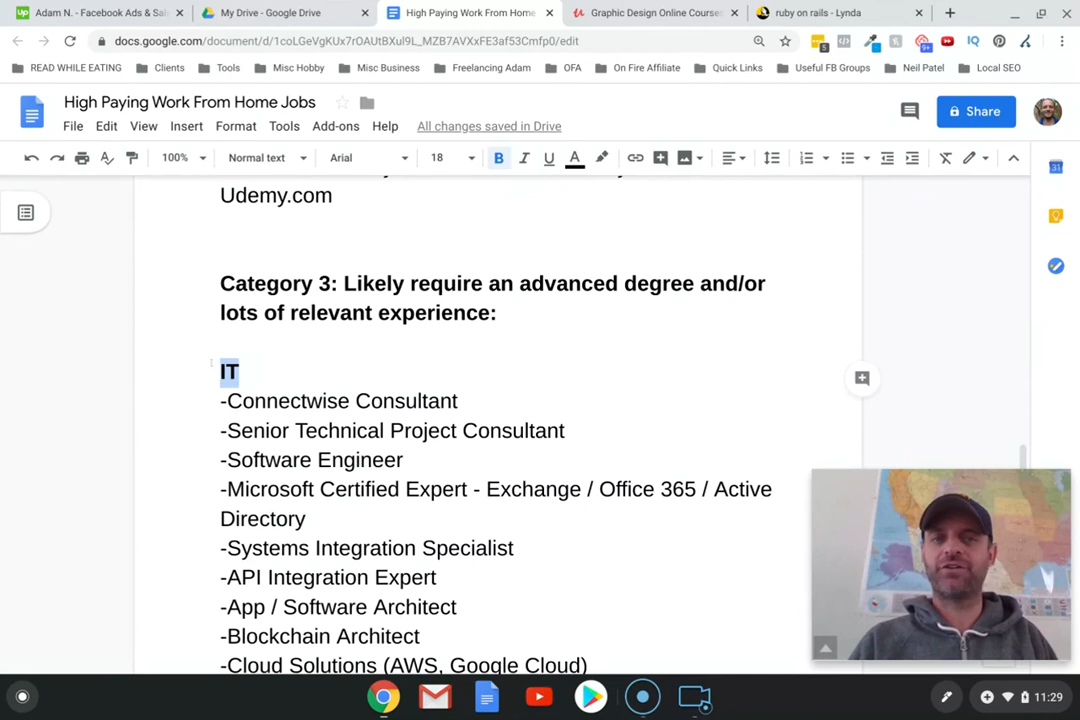 Adam N. - Facebook Ads & Sal
My Drive - Google Drive
High Paying Work From Home
Graphic Design Online Courses
ruby on rails - Lynda
docs.google.com/document/d/1coLGeVgKUx7rOAUtBXul9L_MZB7AVXxFE3af53Cmfp0/edit
READ WHILE EATING Clients Tools Misc Hobby Misc Business Freelancing Adam OFA On Fire Affiliate Quick Links Useful FB Groups Neil Patel Local SEO
High Paying Work From Home Jobs
Share
File Edit View Insert Format Tools Add-ons Help All changes saved in Drive
100% Normal text Arial 18 B I U A
Udemy.com
Category 3: Likely require an advanced degree and/or
lots of relevant experience:
IT
-Connectwise Consultant
-Senior Technical Project Consultant
-Software Engineer
-Microsoft Certified Expert - Exchange / Office 365 / Active
Directory
-Systems Integration Specialist
-API Integration Expert
-App / Software Architect
-Blockchain Architect
-Cloud Solutions (AWS, Google Cloud)
11:29